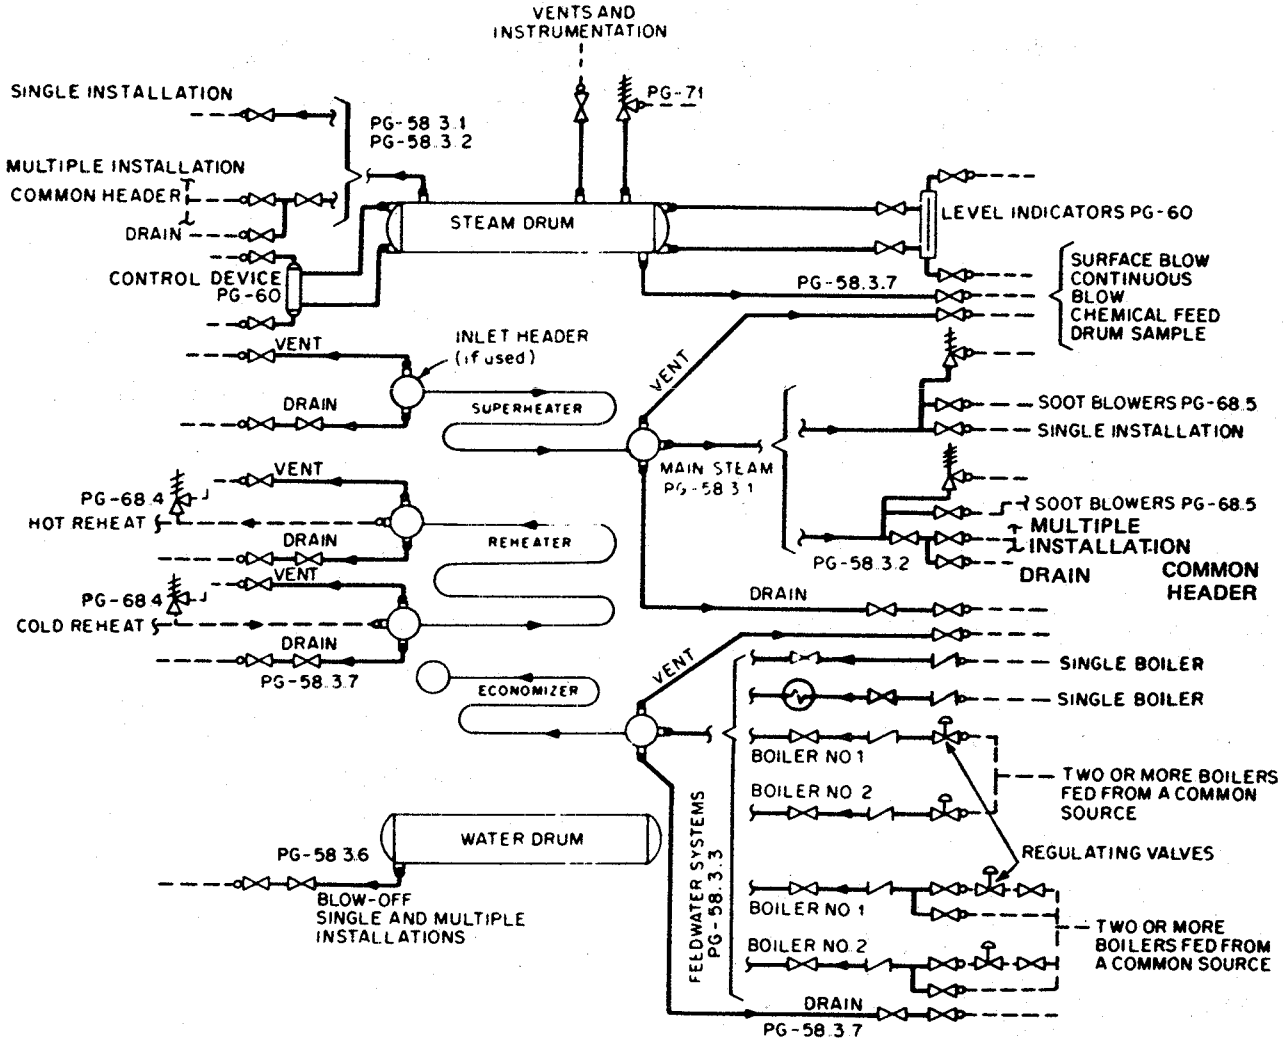 VENTS AND
INSTRUMENTATION
SINGLE INSTALLATION
PG-71
PG-58.3.1
PG-58.3.2
MULTIPLE INSTALLATION
COMMON HEADER
DRAIN
STEAM DRUM
LEVEL INDICATORS PG-60
CONTROL DEVICE
PG-60
PG-58.3.7
SURFACE BLOW
CONTINUOUS
BLOW
CHEMICAL FEED
DRUM SAMPLE
VENT
INLET HEADER
(if used)
VENT
DRAIN
SUPERHEATER
SOOT BLOWERS PG-68.5
SINGLE INSTALLATION
MAIN STEAM
PG-58.3.1
VENT
PG-68.4
HOT REHEAT
DRAIN
REHEATER
SOOT BLOWERS PG-68.5
MULTIPLE
INSTALLATION
PG-58.3.2
DRAIN
COMMON
HEADER
VENT
PG-68.4
COLD REHEAT
DRAIN
PG-58.3.7
DRAIN
VENT
SINGLE BOILER
ECONOMIZER
SINGLE BOILER
BOILER NO 1
BOILER NO 2
TWO OR MORE BOILERS
FED FROM A COMMON
SOURCE
FEEDWATER SYSTEMS
PG-58.3.3
REGULATING VALVES
WATER DRUM
PG-58 3.6
BLOW-OFF
SINGLE AND MULTIPLE
INSTALLATIONS
BOILER NO 1
BOILER NO. 2
TWO OR MORE
BOILERS FED FROM
A COMMON SOURCE
DRAIN
PG-58.3.7